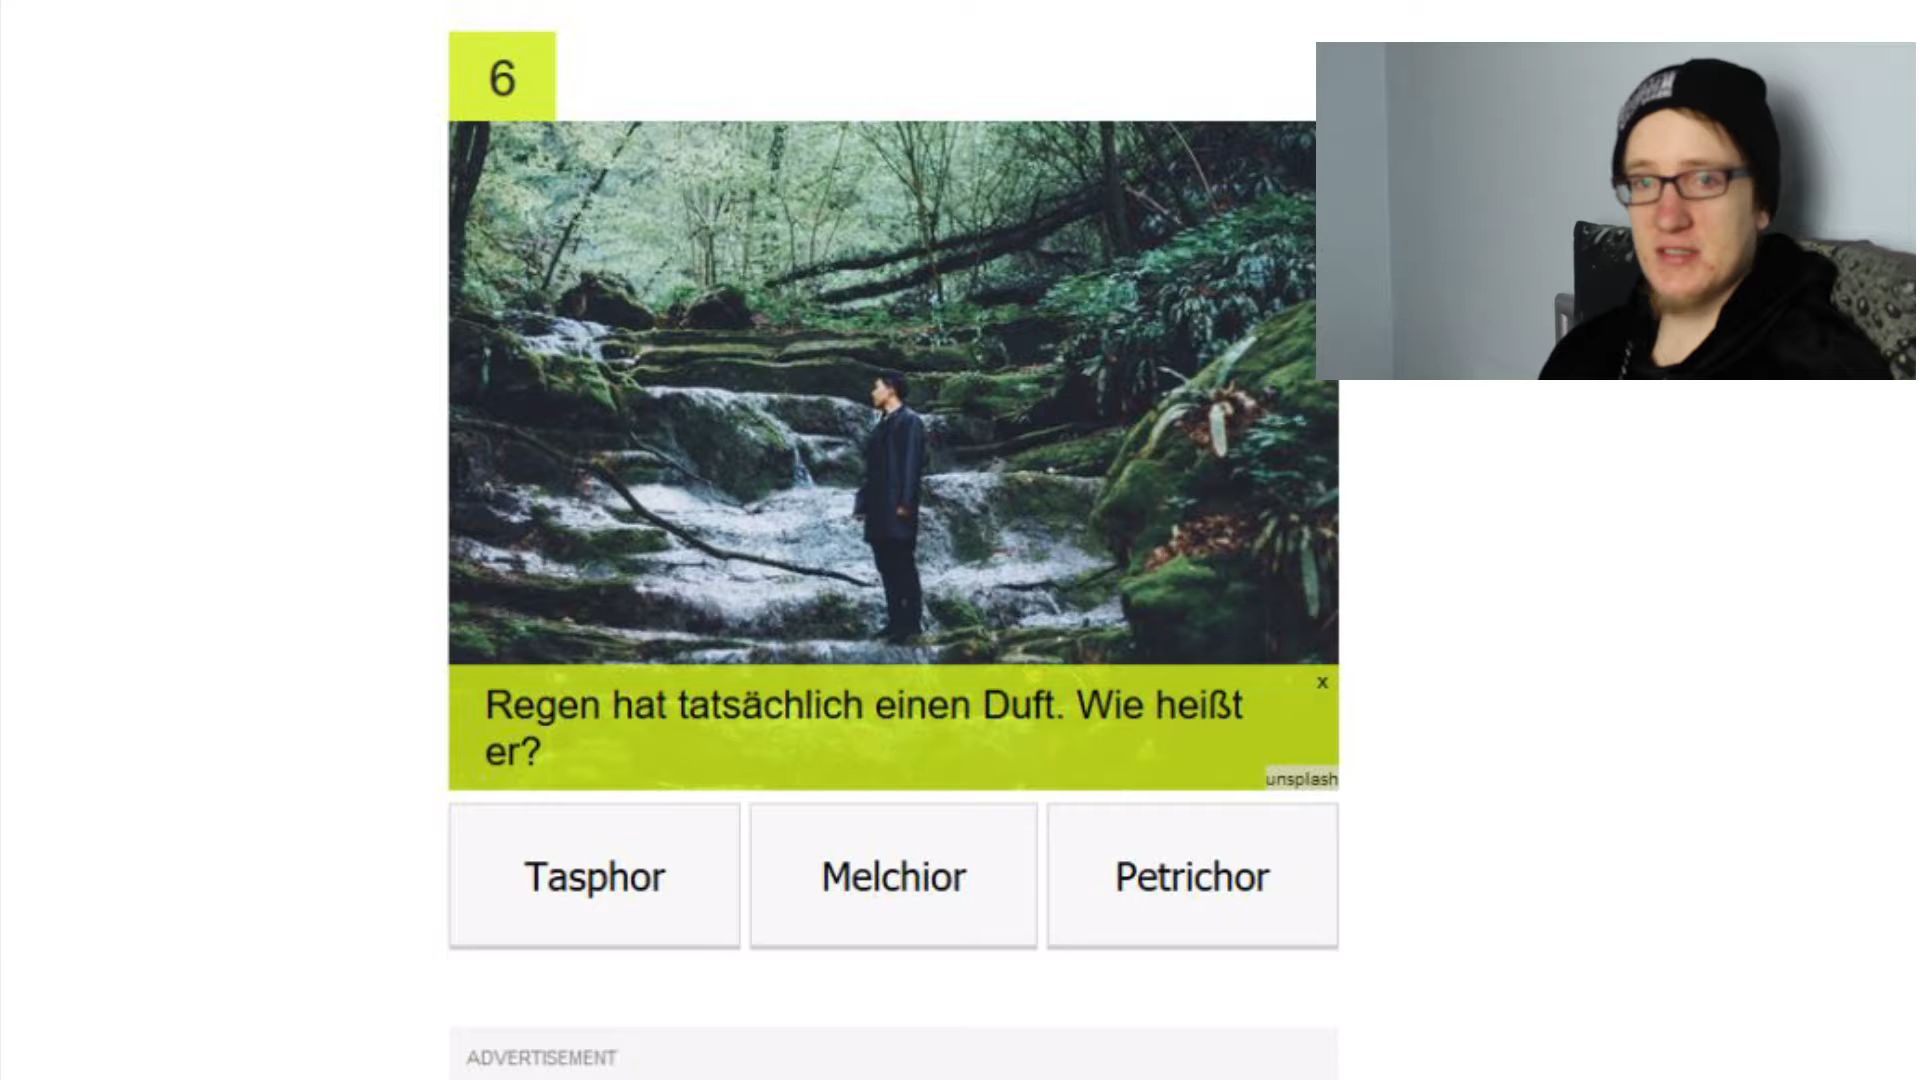 6
Regen hat tatsächlich einen Duft. Wie heißt
er?
x
unsplash
Tasphor
Melchior
Petrichor
ADVERTISEMENT